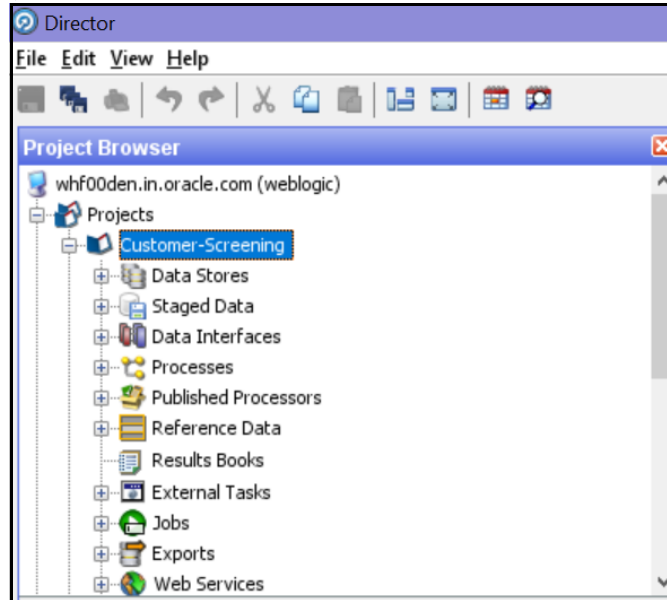 Director
File Edit View Help
Project Browser
whf00den.in.oracle.com (weblogic)
Projects
Customer-Screening
Data Stores
Staged Data
Data Interfaces
Processes
Published Processors
Reference Data
Results Books
External Tasks
Jobs
Exports
Web Services